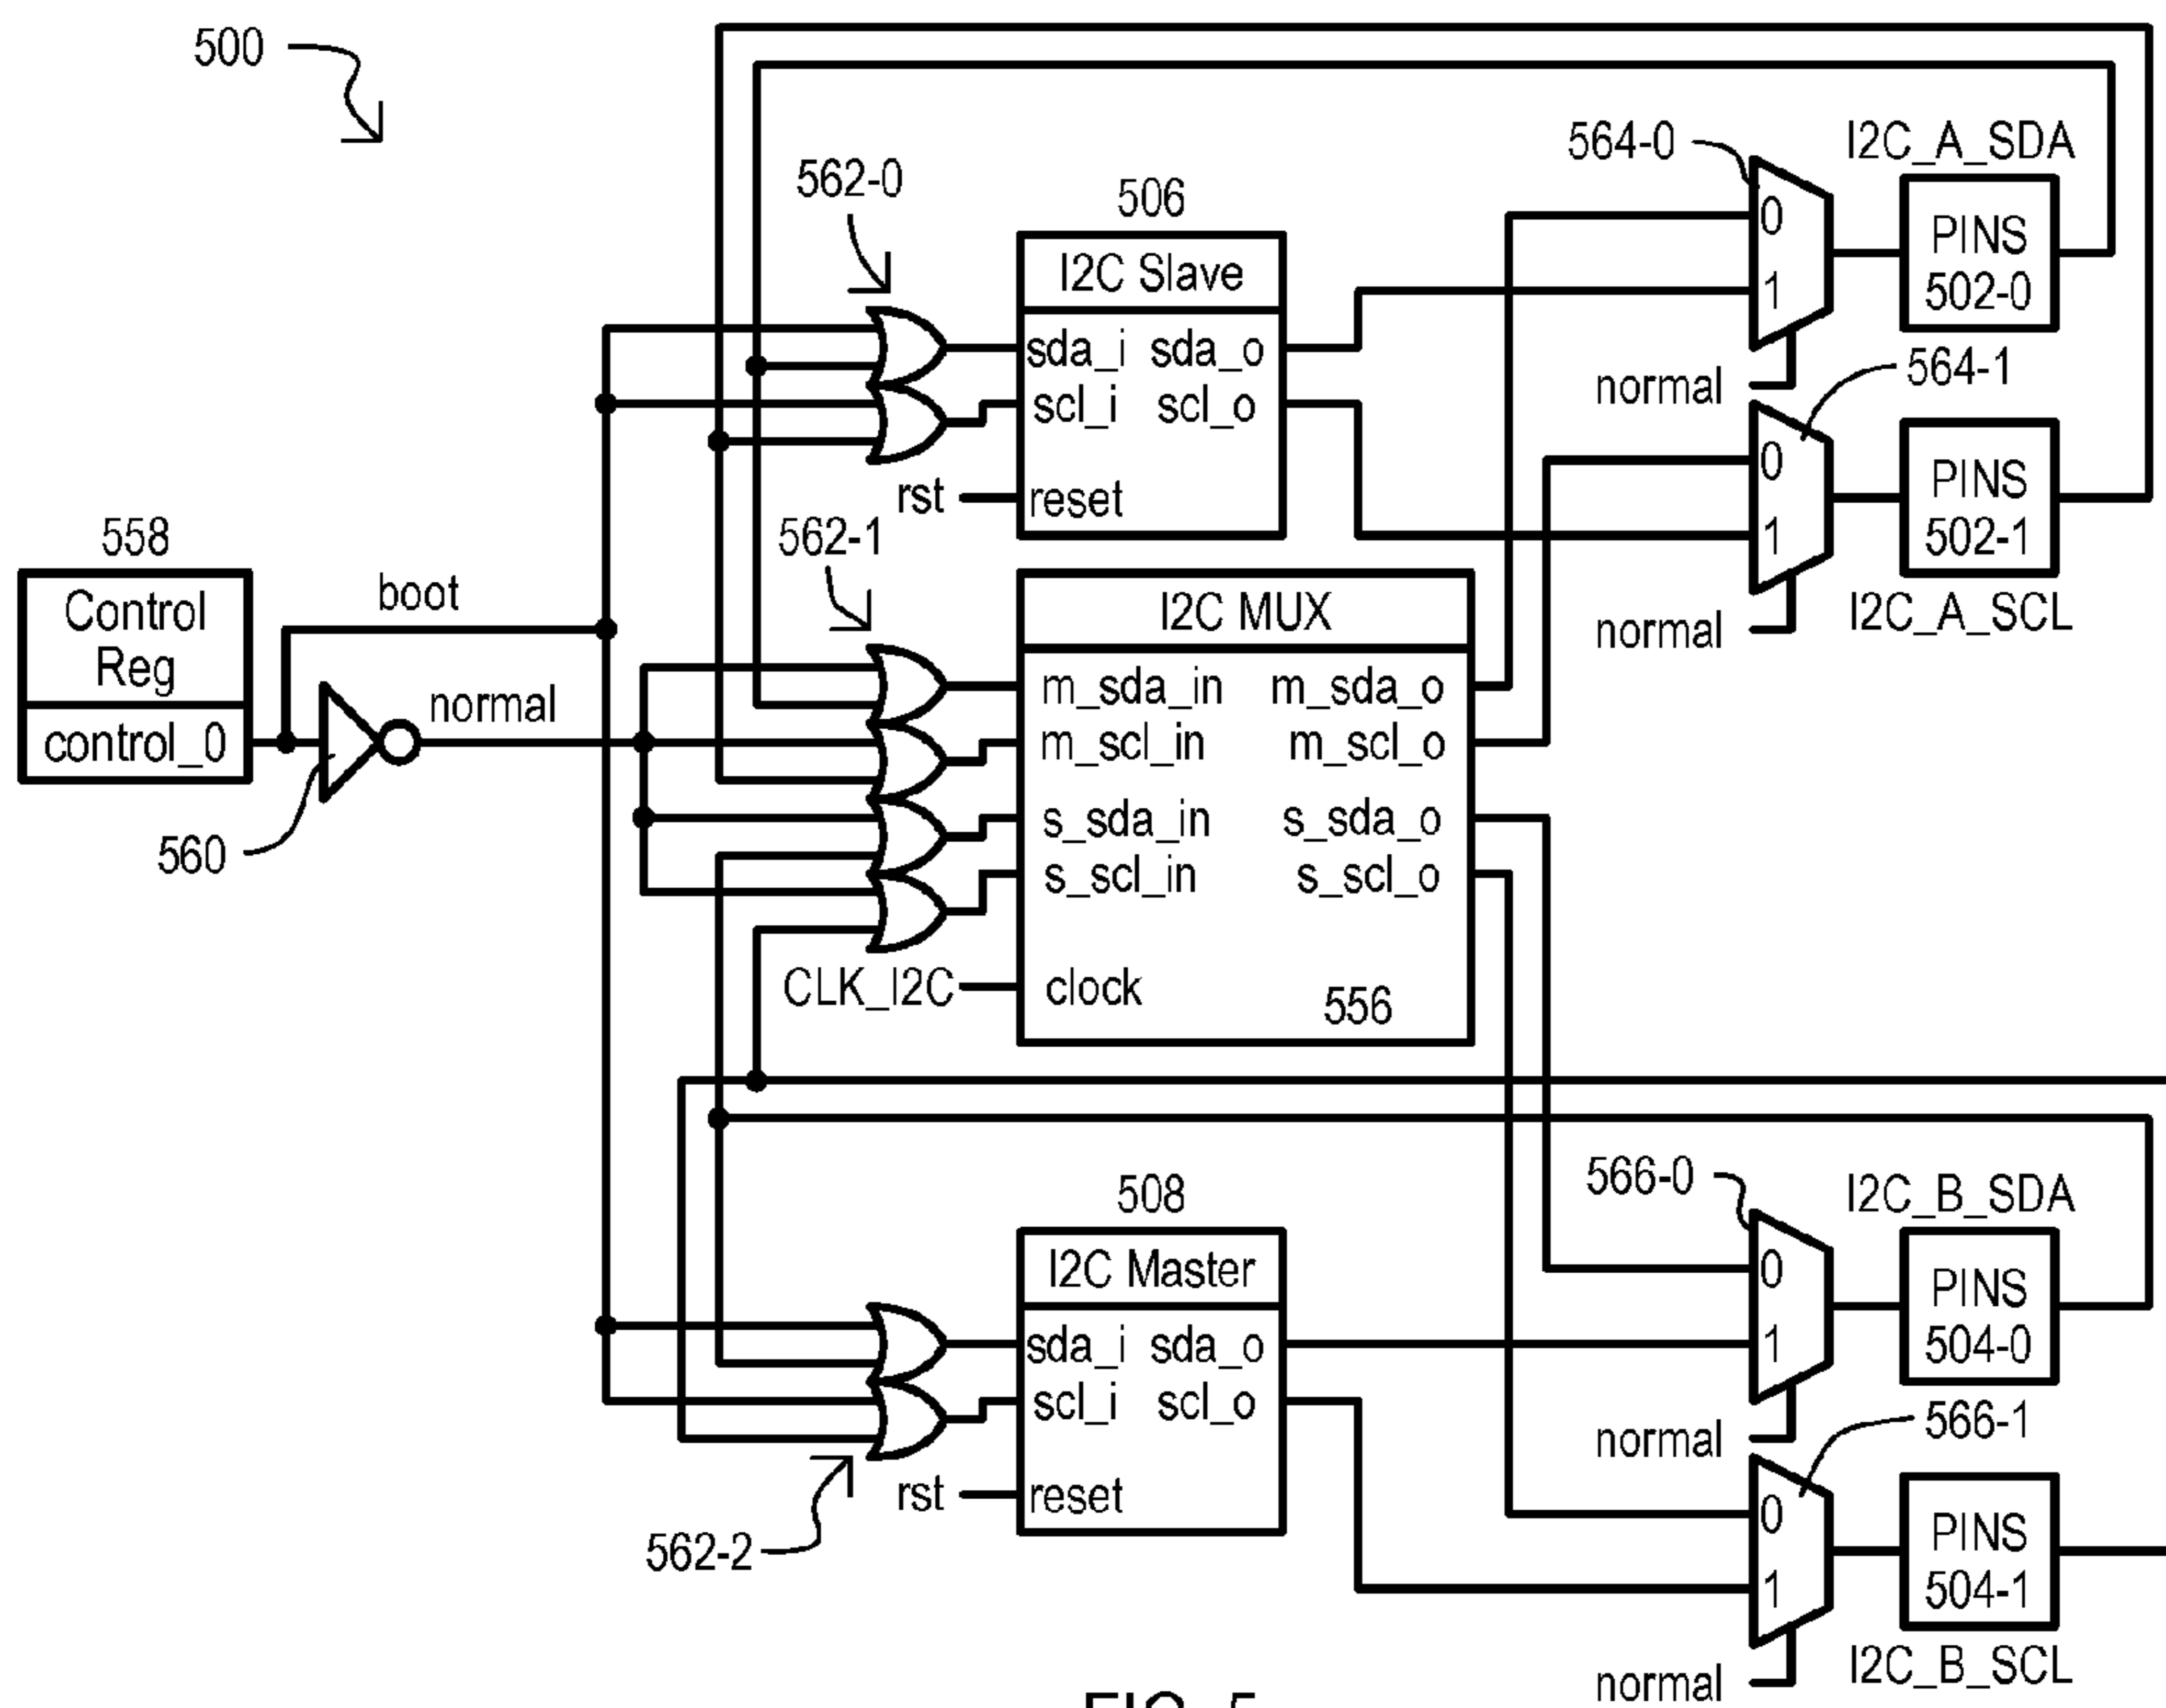 500
562-0
506
I2C Slave
sda_i sda_o
scl_i scl_o
rst
reset
564-0
I2C_A_SDA
0
1
PINS
502-0
normal
564-1
0
1
PINS
502-1
normal
I2C_A_SCL
558
Control
Reg
control_0
boot
normal
560
562-1
I2C MUX
m_sda_in m_sda_o
m_scl_in m_scl_o
s_sda_in s_sda_o
s_scl_in s_scl_o
CLK_I2C
clock
556
508
I2C Master
sda_i sda_o
scl_i scl_o
rst
reset
562-2
566-0
I2C_B_SDA
0
1
PINS
504-0
normal
566-1
0
1
PINS
504-1
normal
I2C_B_SCL
FIG. 5